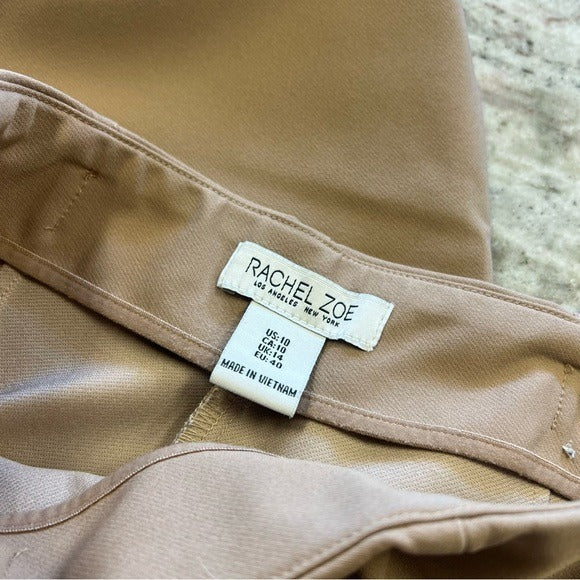 RACHEL ZOE
LOS ANGELES NEW YORK
US:10
CA:10
UK:14
EU:40
MADE IN VIETNAM